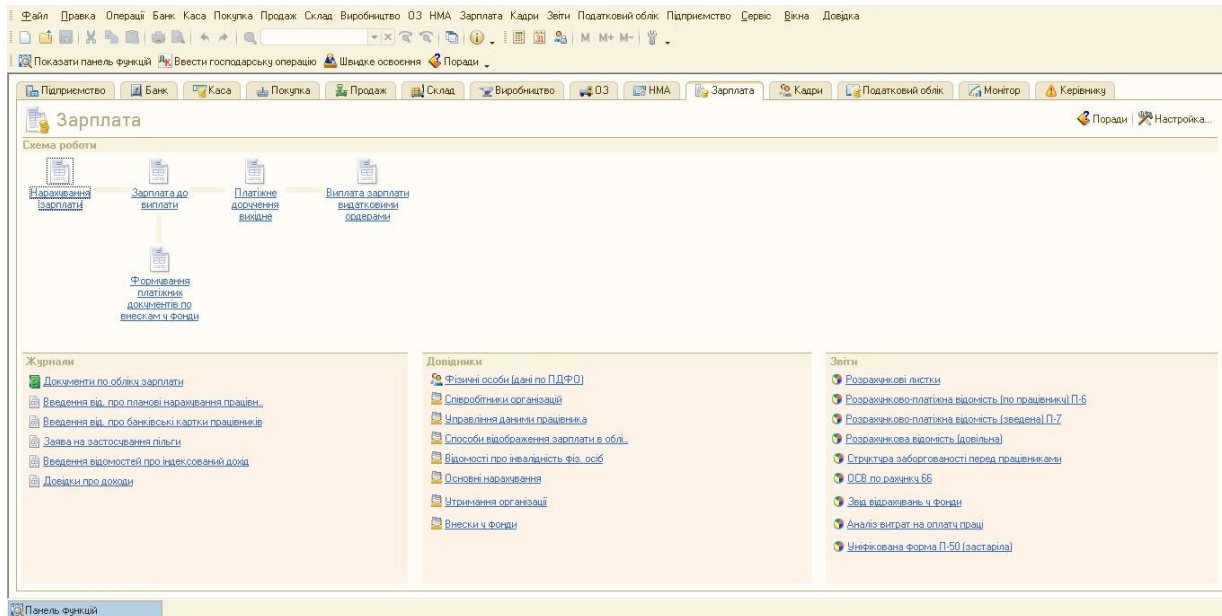 Файл Правка Операції Банк Каса Покупка Продаж Склад Виробництво ОЗ НМА Зарплата Кадри Звіти Податковий облік Підприємство Сервіс Вікна Довідка
M M+ M-
Показати панель функцій Ввести господарську операцію Швидке освоєння Поради
Підприємство Банк Каса Покупка Продаж Склад Виробництво ОЗ НМА Зарплата Кадри Податковий облік Монітор Керівнику
Зарплата Поради Настройка...
Схема роботи
Нарахування зарплати
Зарплата до виплати
Платіжне доручення вихідне
Виплата зарплати видатковими ордерами
Формування платіжних документів по внескам у фонди
Журнали
Документи по обліку зарплати
Введення від. про планові нарахування працівн..
Введення від. про банківські картки працівників
Заява на застосування пільги
Введення відомостей про індексований дохід
Довідки про доходи
Довідники
Фізичні особи (дані по ПДФО)
Співробітники організацій
Управління даними працівника
Способи відображення зарплати в облі..
Відомості про інвалідність фіз. осіб
Основні нарахування
Утримання організації
Внески у фонди
Звіти
Розрахункові листки
Розрахунково-платіжна відомість (по працівнику) П-6
Розрахунково-платіжна відомість (зведена) П-7
Розрахункова відомість (довільна)
Структура заборгованості перед працівниками
ОСВ по рахунку 66
Звід відрахувань у фонди
Аналіз витрат на оплату праці
Уніфікована форма П-50 (застаріла)
Панель функцій